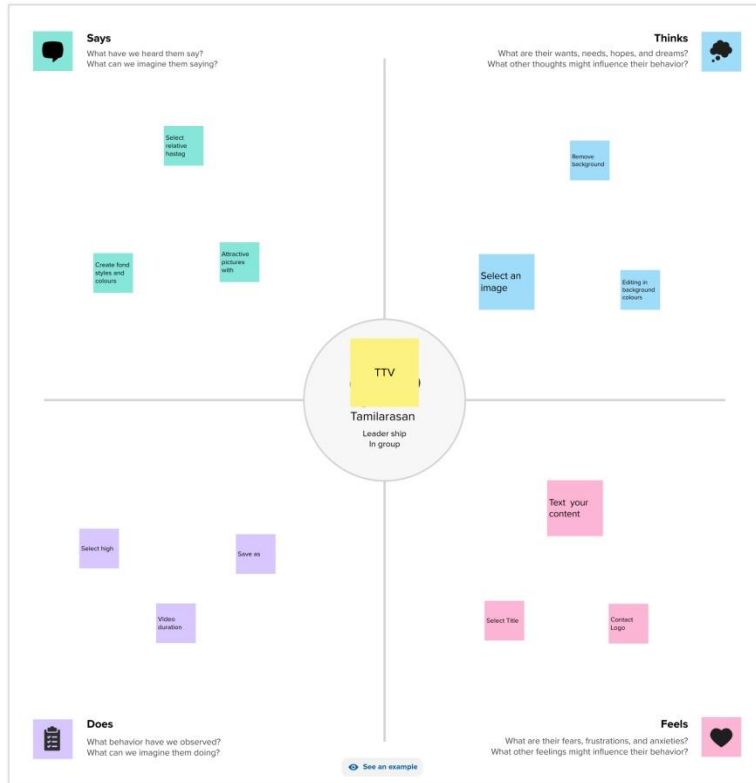 Says
What have we heard them say?
What can we imagine them saying?
Thinks
What are their wants, needs, hopes, and dreams?
What other thoughts might influence their behavior?
Select
relative
hastag
Create fond
styles and
colours
Attractive
pictures
with
Remove
background
Select an
image
Editing in
background
colours
TTV
Tamilarasan
Leader ship
In group
Select high
Save as
Video
duration
Text your
content
Select Title
Contact
Logo
Does
What behavior have we observed?
What can we imagine them doing?
Feels
What are their fears, frustrations, and anxieties?
What other feelings might influence their behavior?
See an example